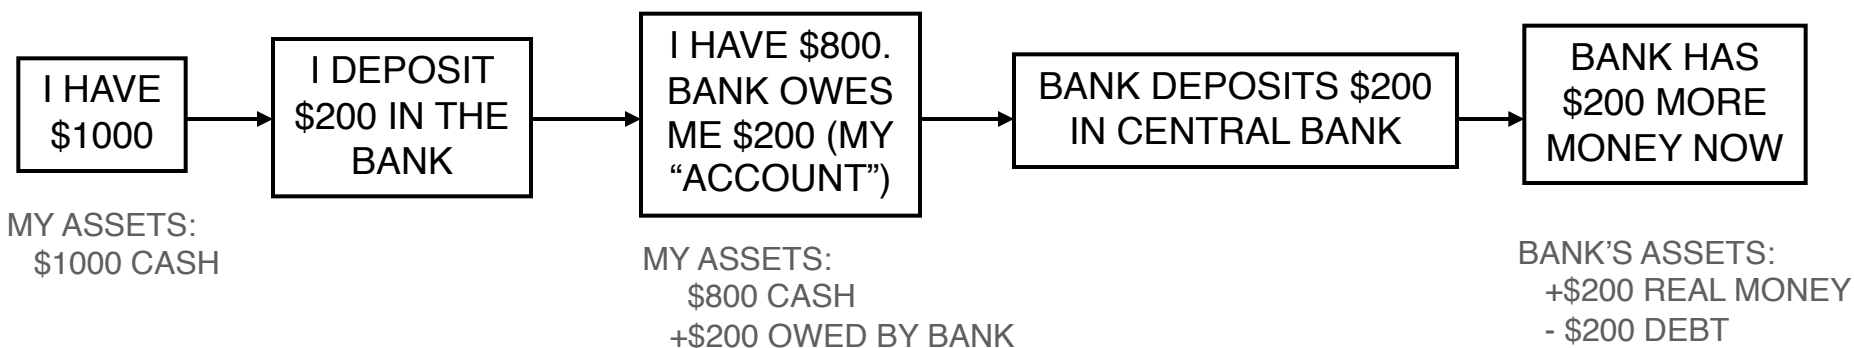 I HAVE
$1000
I DEPOSIT
$200 IN THE
BANK
I HAVE $800.
BANK OWES
ME $200 (MY
“ACCOUNT”)
BANK DEPOSITS $200
IN CENTRAL BANK
BANK HAS
$200 MORE
MONEY NOW
MY ASSETS:
$1000 CASH
MY ASSETS:
$800 CASH
+$200 OWED BY BANK
BANK’S ASSETS:
+$200 REAL MONEY
- $200 DEBT